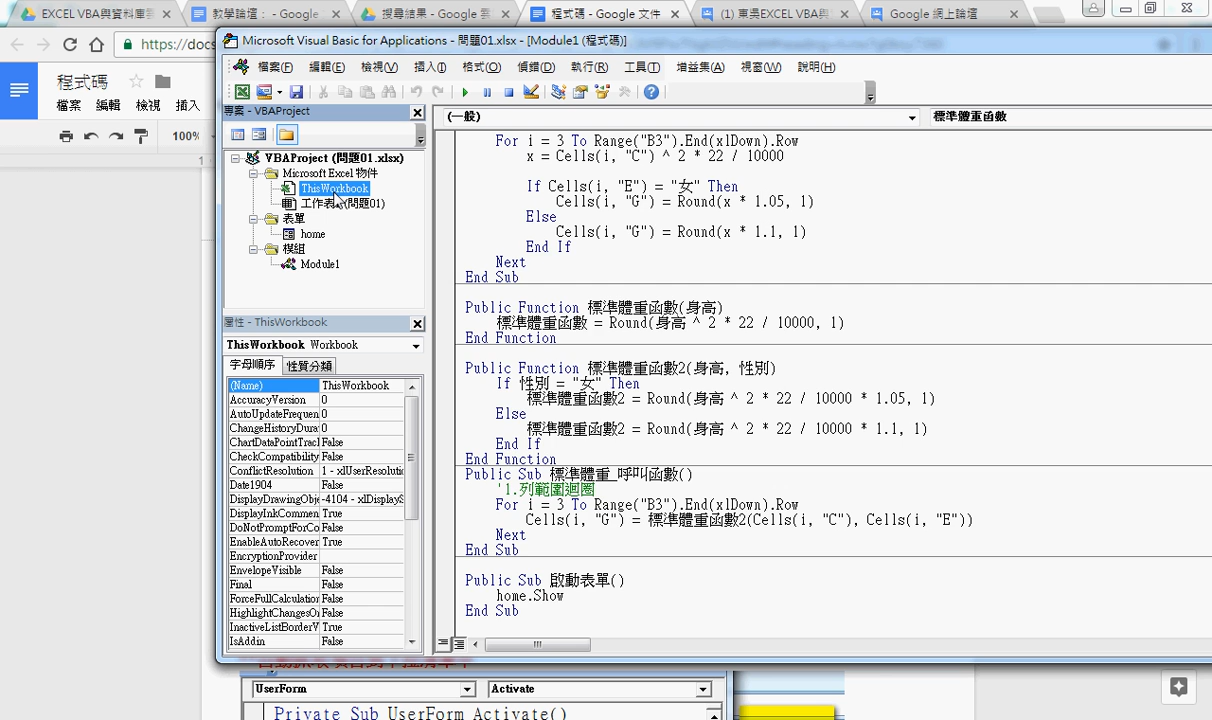 EXCEL VBA與資料庫
教學論壇： - Google
搜尋結果 - Google 雲
程式碼 - Google 文件
(1) 東吳EXCEL VBA與
Google 網上論壇
https://docs
程式碼
檔案 編輯 檢視 插入
100%
1
Microsoft Visual Basic for Applications - 問題01.xlsx - [Module1 (程式碼)]
檔案(F) 編輯(E) 檢視(V) 插入(I) 格式(O) 偵錯(D) 執行(R) 工具(T) 增益集(A) 視窗(W) 說明(H)
專案 - VBAProject
VBAProject (問題01.xlsx)
Microsoft Excel 物件
ThisWorkbook
工作表1(問題01)
表單
home
模組
Module1
屬性 - ThisWorkbook
ThisWorkbook Workbook
字母順序 性質分類
(Name) ThisWorkbook
AccuracyVersion 0
AutoUpdateFrequen 0
ChangeHistoryDura 0
ChartDataPointTracl False
CheckCompatibility False
ConflictResolution 1 - xlUserResolutio
Date1904 False
DisplayDrawingObje -4104 - xlDisplayS
DisplayInkCommen True
DoNotPromptForCo False
EnableAutoRecover True
EncryptionProvider
EnvelopeVisible False
Final False
ForceFullCalculation False
HighlightChangesOn False
InactiveListBorderV True
IsAddin False
(一般) 標準體重函數
For i = 3 To Range("B3").End(xlDown).Row
x = Cells(i, "C") ^ 2 * 22 / 10000
If Cells(i, "E") = "女" Then
Cells(i, "G") = Round(x * 1.05, 1)
Else
Cells(i, "G") = Round(x * 1.1, 1)
End If
Next
End Sub
Public Function 標準體重函數(身高)
標準體重函數 = Round(身高 ^ 2 * 22 / 10000, 1)
End Function
Public Function 標準體重函數2(身高, 性別)
If 性別 = "女" Then
標準體重函數2 = Round(身高 ^ 2 * 22 / 10000 * 1.05, 1)
Else
標準體重函數2 = Round(身高 ^ 2 * 22 / 10000 * 1.1, 1)
End If
End Function
Public Sub 標準體重_呼叫函數()
'1.列範圍迴圈
For i = 3 To Range("B3").End(xlDown).Row
Cells(i, "G") = 標準體重函數2(Cells(i, "C"), Cells(i, "E"))
Next
End Sub
Public Sub 啟動表單()
home.Show
End Sub
UserForm Activate
Private Sub UserForm_Activate()